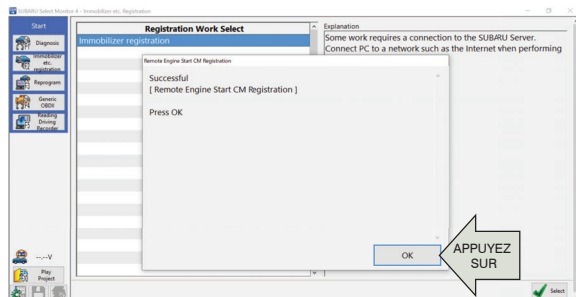 SUBARU Select Monitor 4 - Immobilizer etc. Registration
Start
Diagnosis
Immobilizer
etc.
registration
Reprogram
Generic
OBDII
Reading
Driving
Recorder
--.--V
Play
Project
Registration Work Select
Immobilizer registration
Explanation
Some work requires a connection to the SUBARU Server.
Connect PC to a network such as the Internet when performing
Remote Engine Start CM Registration
Successful
[ Remote Engine Start CM Registration ]
Press OK
OK
APPUYEZ
SUR
Select